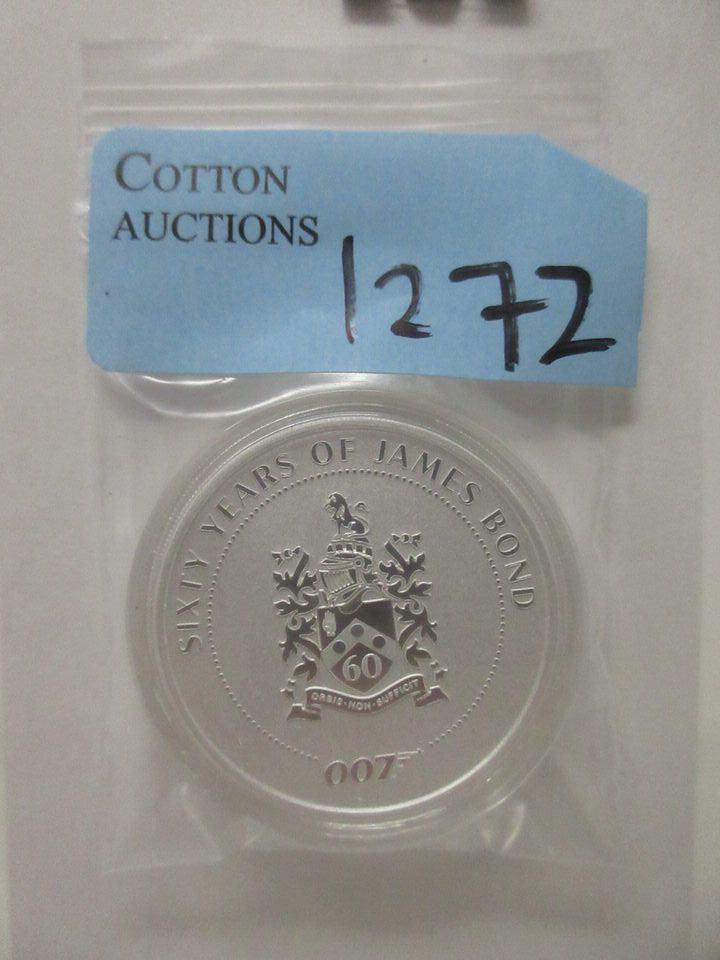 COTTON
AUCTIONS
1272
SIXTY YEARS OF JAMES BOND
60
ORBIS·NON·SUFFICIT
007